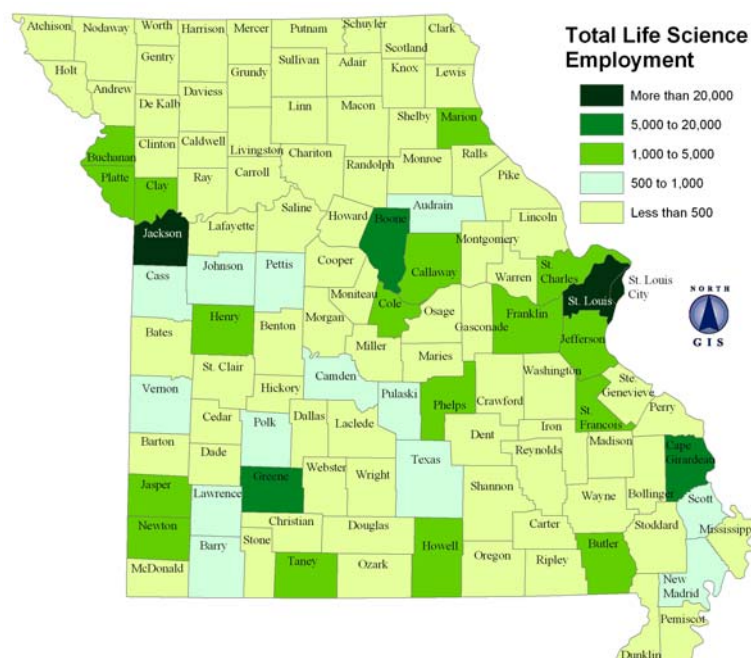 Total Life Science
Employment
More than 20,000
5,000 to 20,000
1,000 to 5,000
500 to 1,000
Less than 500
NORTH
GIS
Atchison
Nodaway
Worth
Harrison
Mercer
Putnam
Schuyler
Scotland
Clark
Holt
Gentry
Sullivan
Adair
Knox
Lewis
Andrew
Grundy
De Kalb
Daviess
Linn
Macon
Shelby
Marion
Buchanan
Clinton
Caldwell
Livingston
Chariton
Randolph
Monroe
Ralls
Platte
Clay
Ray
Carroll
Pike
Saline
Howard
Boone
Audrain
Lincoln
Jackson
Lafayette
Cooper
Callaway
Montgomery
Warren
St.
Charles
St. Louis
St. Louis
City
Cass
Johnson
Pettis
Moniteau
Cole
Osage
Gasconade
Franklin
Jefferson
Bates
Henry
Benton
Morgan
Miller
Maries
Washington
St. Clair
Hickory
Camden
Pulaski
Phelps
Crawford
Ste.
Genevieve
Vernon
St.
Francois
Perry
Cedar
Polk
Dallas
Laclede
Dent
Iron
Madison
Cape
Girardeau
Barton
Dade
Webster
Wright
Texas
Reynolds
Bollinger
Jasper
Greene
Shannon
Wayne
Scott
Lawrence
Stoddard
Mississipp
Newton
Christian
Douglas
Carter
Barry
Stone
Taney
Ozark
Howell
Oregon
Ripley
Butler
McDonald
New
Madrid
Pemiscot
Dunklin